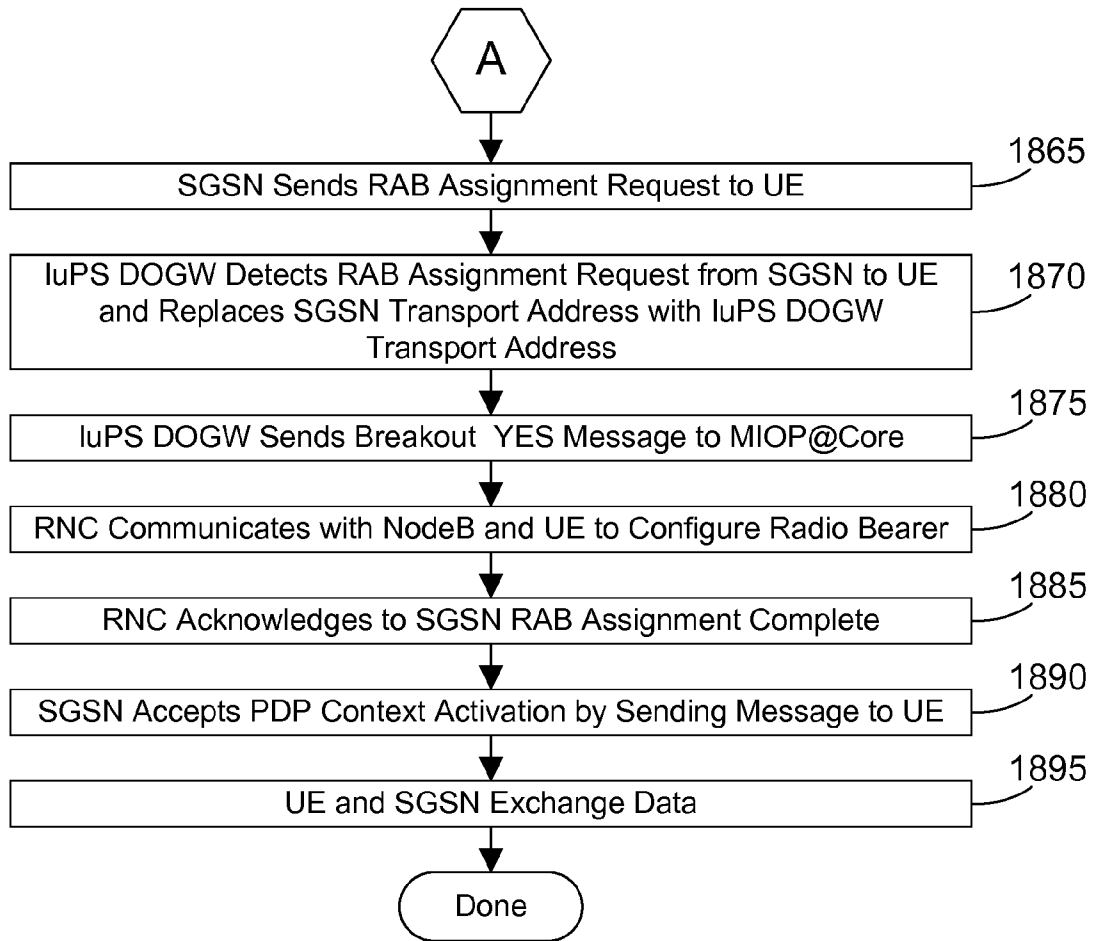 A
1865
SGSN Sends RAB Assignment Request to UE
1870
IuPS DOGW Detects RAB Assignment Request from SGSN to UE
and Replaces SGSN Transport Address with IuPS DOGW
Transport Address
1875
IuPS DOGW Sends Breakout YES Message to MIOP@Core
1880
RNC Communicates with NodeB and UE to Configure Radio Bearer
1885
RNC Acknowledges to SGSN RAB Assignment Complete
1890
SGSN Accepts PDP Context Activation by Sending Message to UE
1895
UE and SGSN Exchange Data
Done